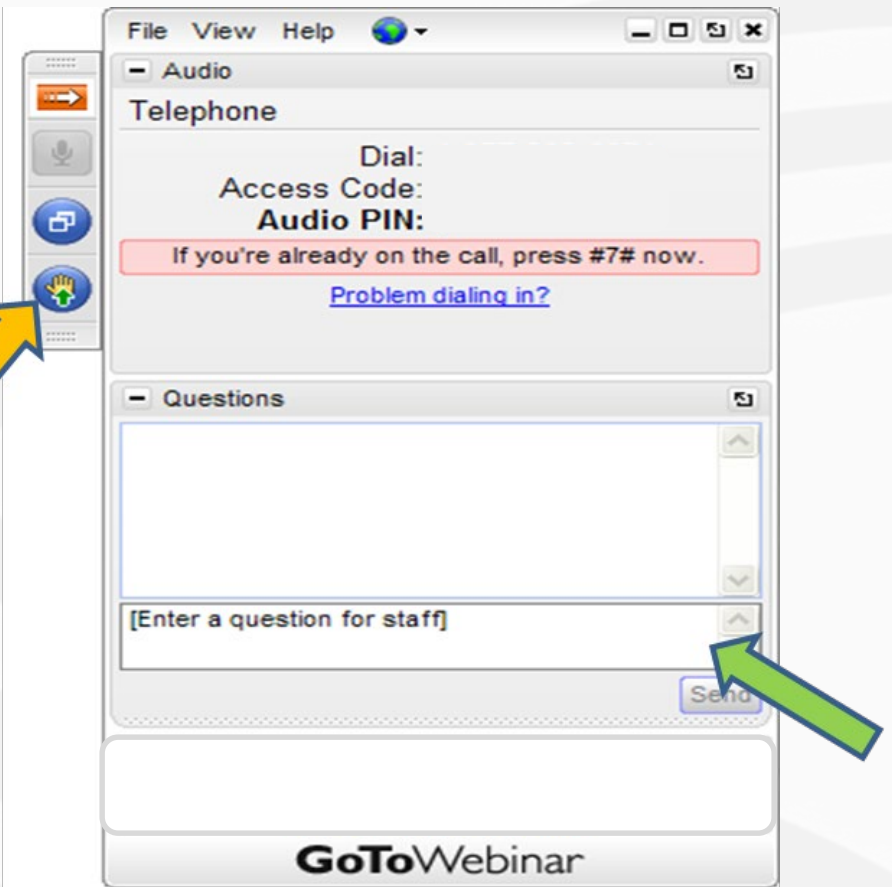 File View Help
Audio
Telephone
Dial:
Access Code:
Audio PIN:
If you're already on the call, press #7# now.
Problem dialing in?
Questions
[Enter a question for staff]
Send
GoToWebinar